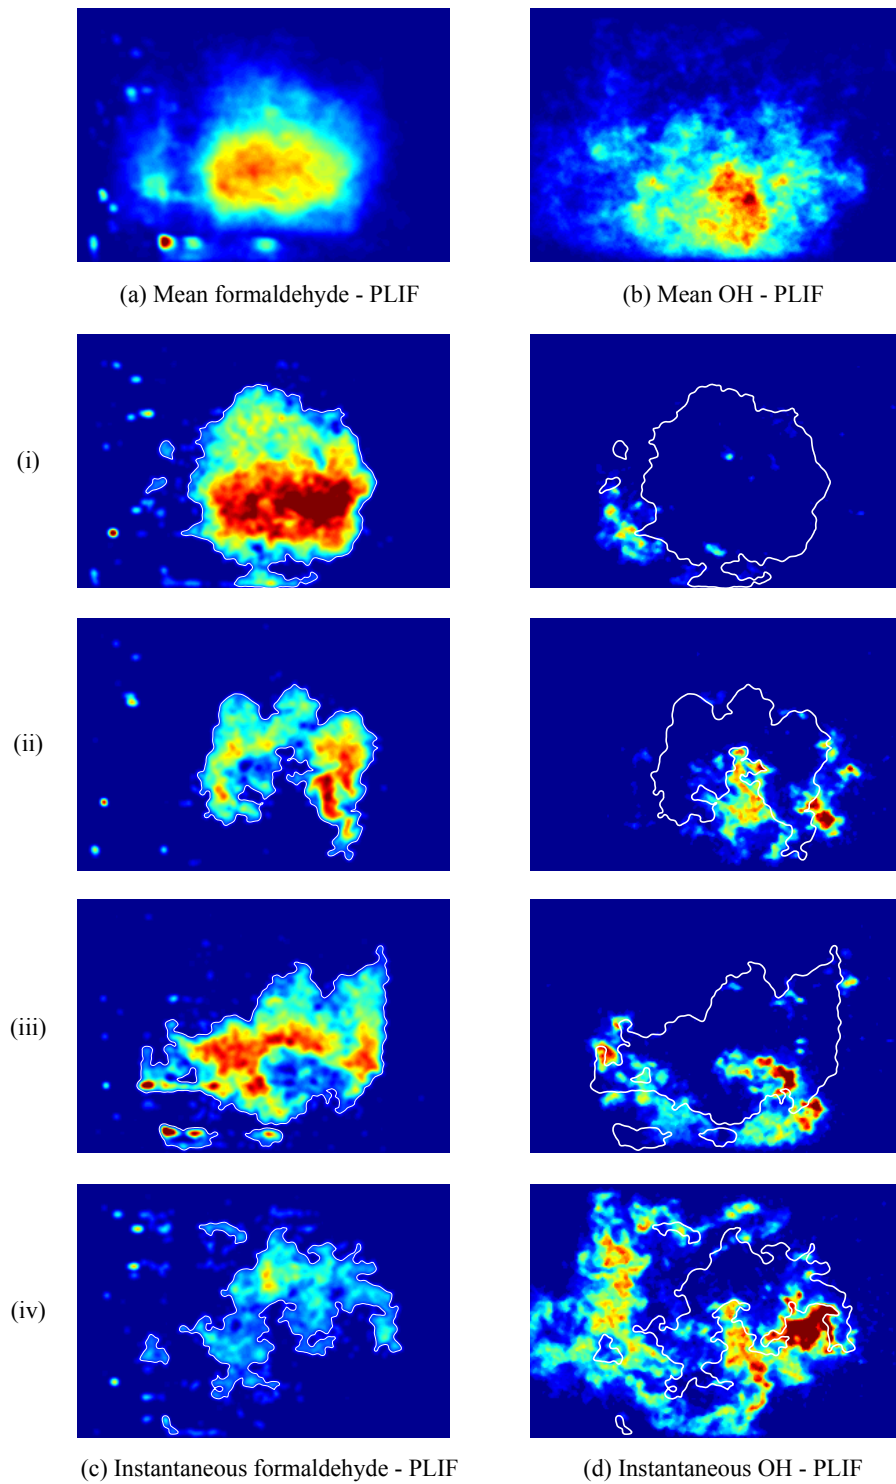 (a) Mean formaldehyde - PLIF
(b) Mean OH - PLIF
(i)
(ii)
(iii)
(iv)
(c) Instantaneous formaldehyde - PLIF
(d) Instantaneous OH - PLIF